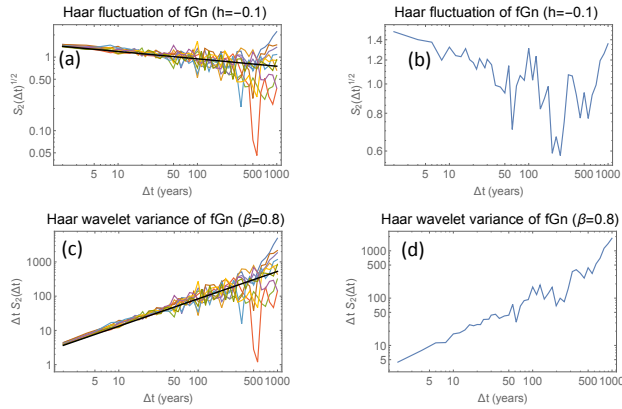 Haar fluctuation of fGn (h=−0.1)
(a)
S₂(Δt)^1/2
1
0.50
0.10
0.05
5 10 50 100 500 1000
Δt (years)
Haar fluctuation of fGn (h=−0.1)
(b)
S₂(Δt)^1/2
1.4
1.2
1.0
0.8
0.6
5 10 50 100 500 1000
Δt (years)
Haar wavelet variance of fGn (β=0.8)
(c)
Δt S₂(Δt)
1000
100
10
1
5 10 50 100 500 1000
Δt (years)
Haar wavelet variance of fGn (β=0.8)
(d)
Δt S₂(Δt)
1000
500
100
50
10
5
5 10 50 100 500 1000
Δt (years)